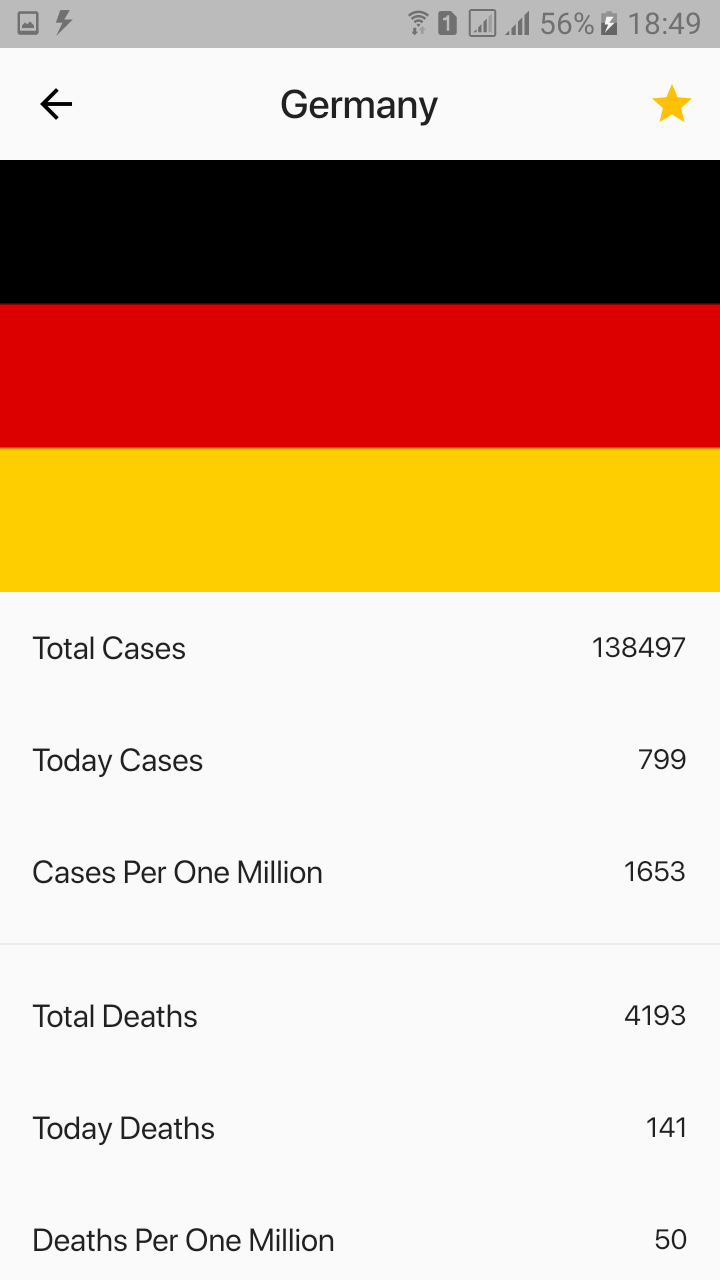 1 56% 18:49
Germany
Total Cases 138497
Today Cases 799
Cases Per One Million 1653
Total Deaths 4193
Today Deaths 141
Deaths Per One Million 50